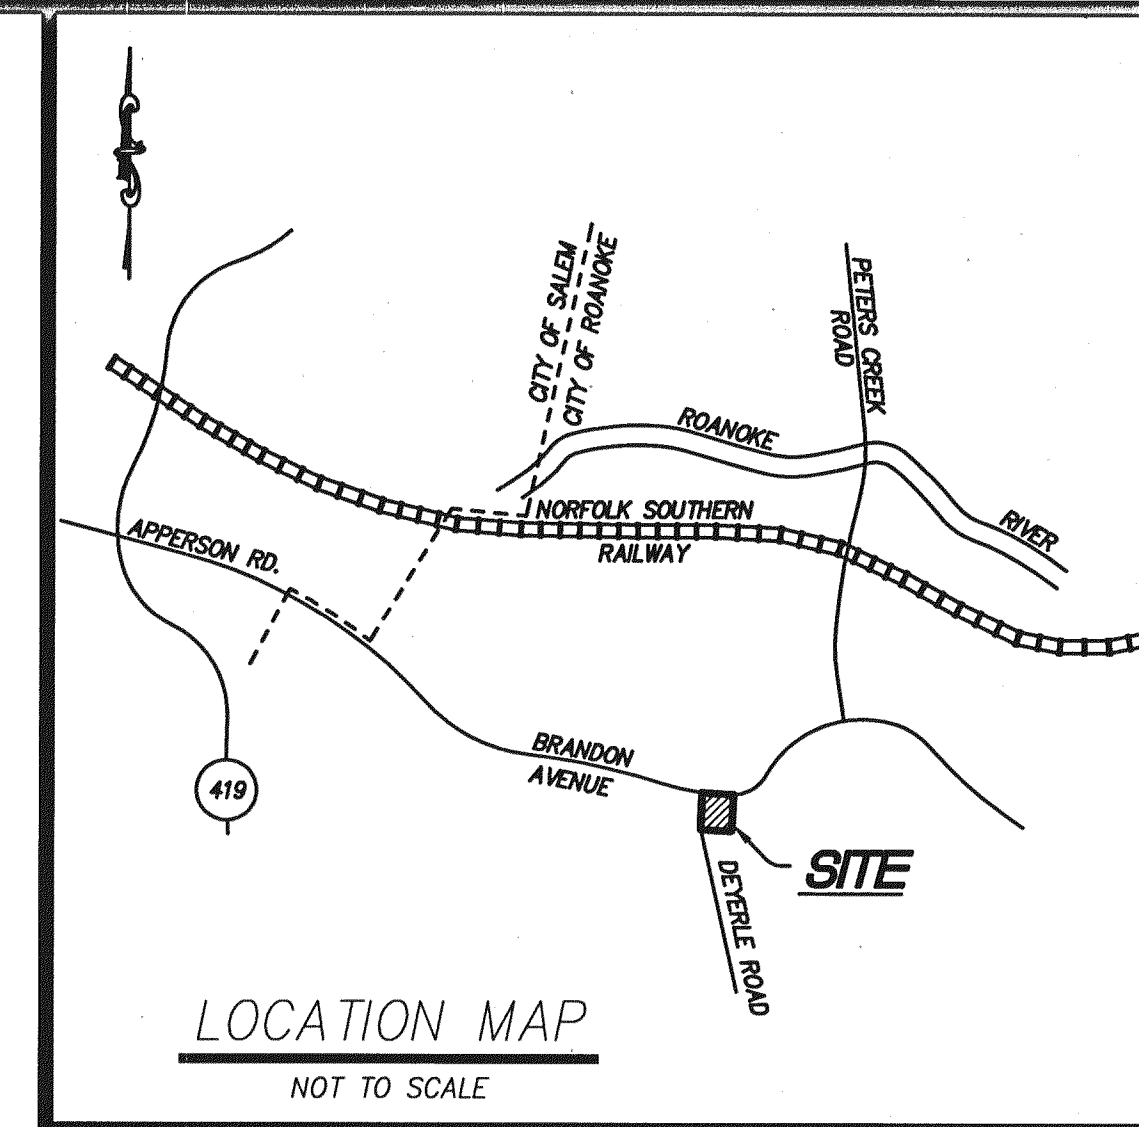 CITY OF SALEM
CITY OF ROANOKE
PETERS CREEK
ROAD
ROANOKE
RIVER
NORFOLK SOUTHERN
RAILWAY
APPERSON RD.
BRANDON
AVENUE
419
SITE
DEYERLE ROAD
LOCATION MAP
NOT TO SCALE